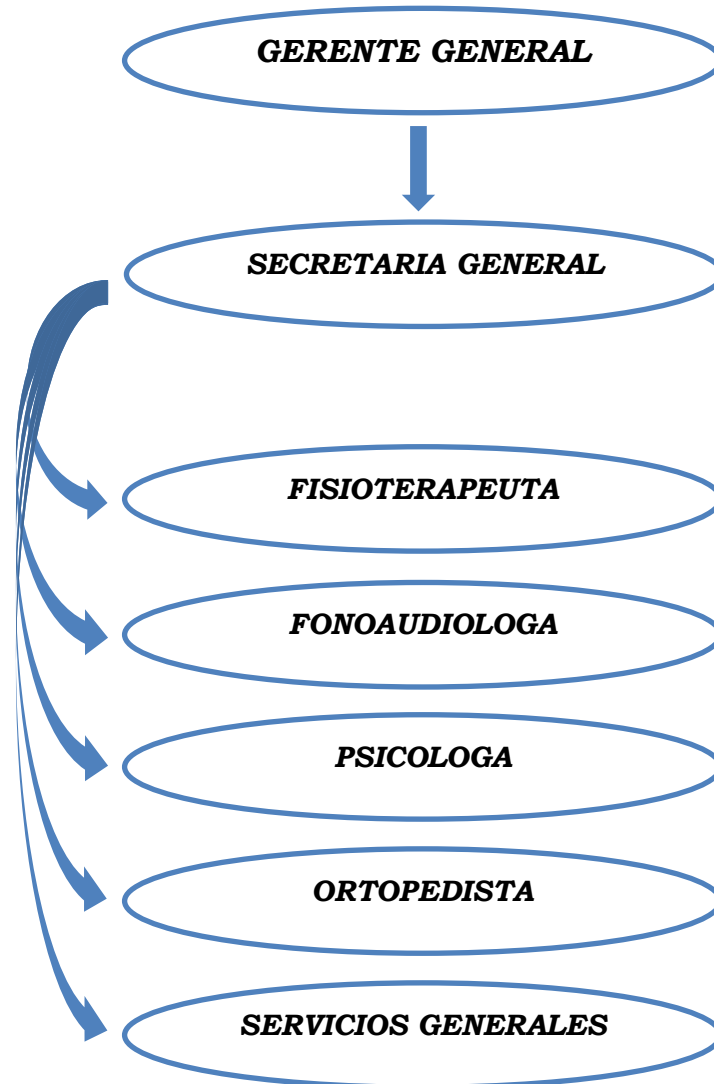 GERENTE GENERAL
SECRETARIA GENERAL
FISIOTERAPEUTA
FONOAUDIOLOGA
PSICOLOGA
ORTOPEDISTA
SERVICIOS GENERALES